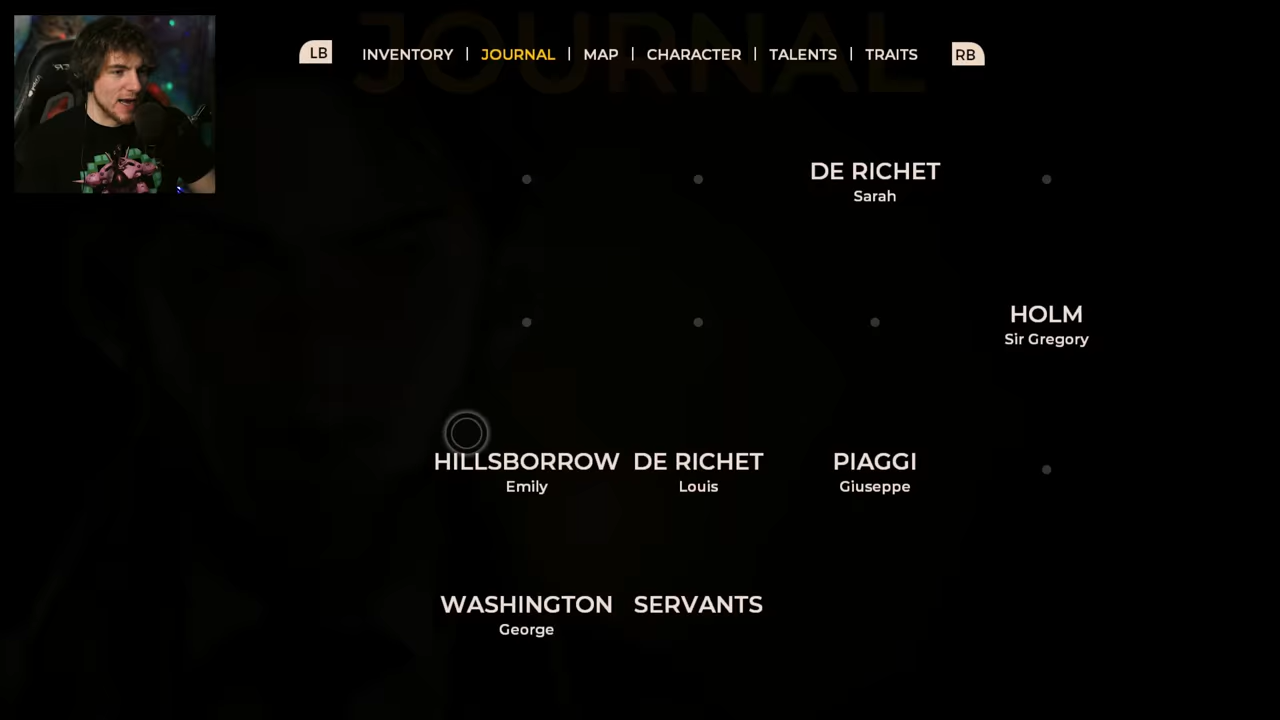 JOURNAL
LB INVENTORY | JOURNAL | MAP | CHARACTER | TALENTS | TRAITS RB
DE RICHET
Sarah
HOLM
Sir Gregory
HILLSBORROW DE RICHET PIAGGI
Emily Louis Giuseppe
WASHINGTON SERVANTS
George